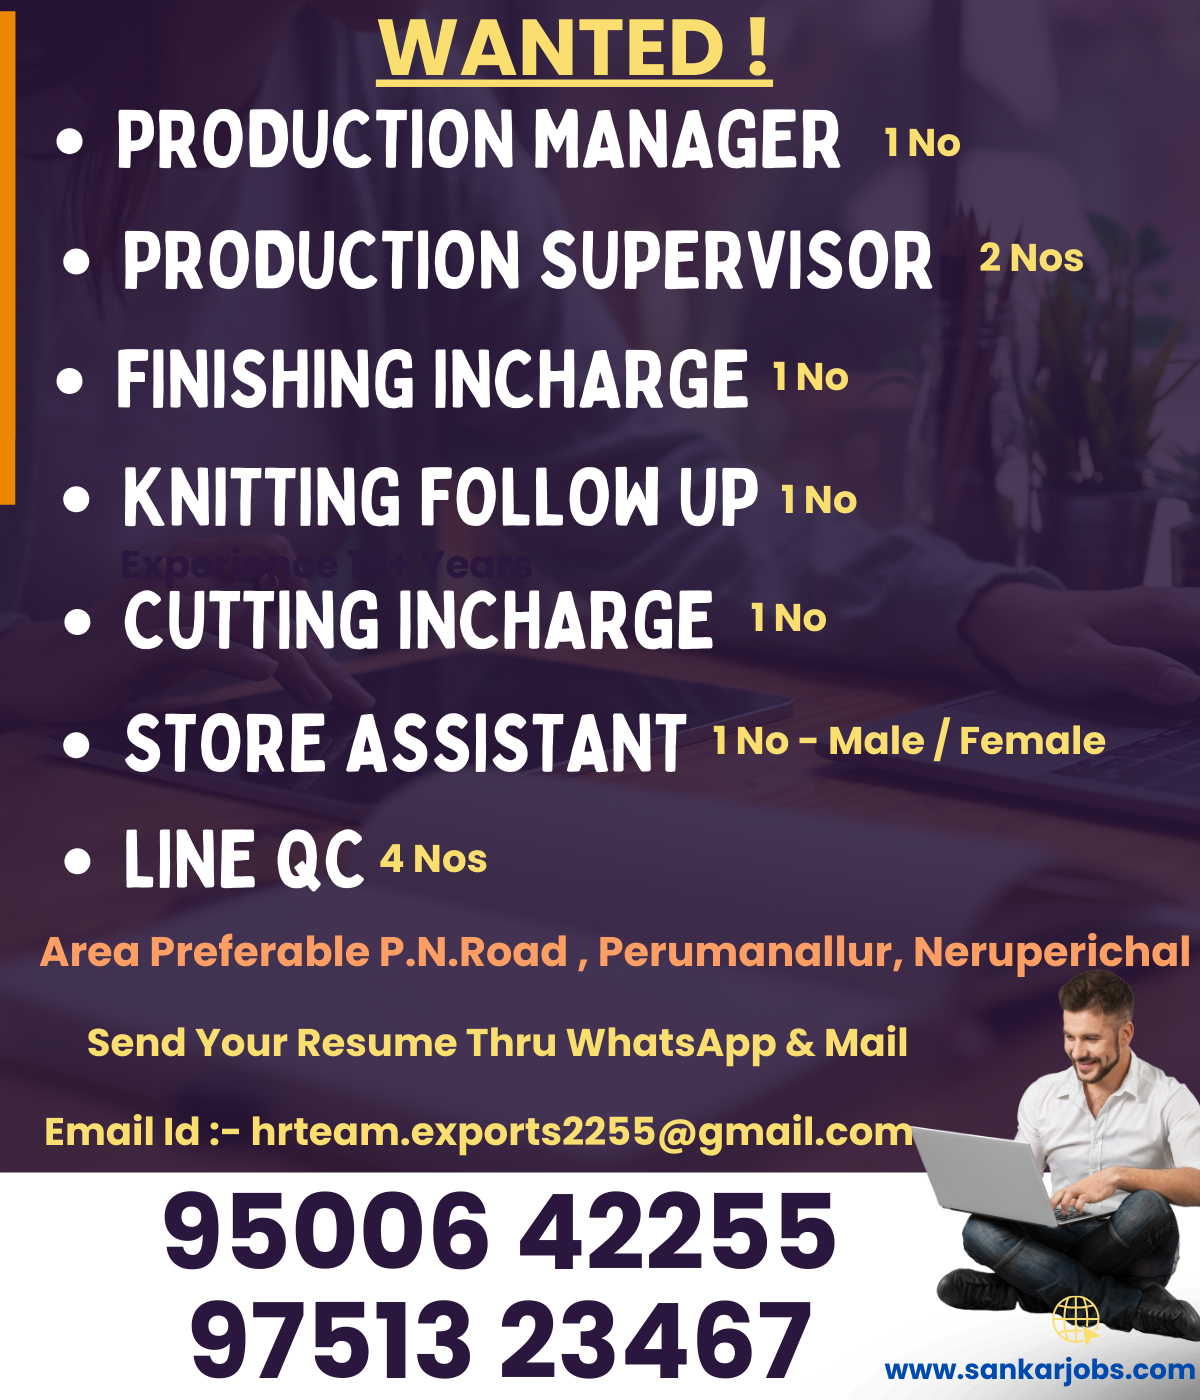 WANTED !
• PRODUCTION MANAGER 1 No
• PRODUCTION SUPERVISOR 2 Nos
• FINISHING INCHARGE 1 No
• KNITTING FOLLOW UP 1 No
Experience + Years
• CUTTING INCHARGE 1 No
• STORE ASSISTANT 1 No - Male / Female
• LINE QC 4 Nos
Area Preferable P.N.Road , Perumanallur, Neruperichal
Send Your Resume Thru WhatsApp & Mail
Email Id :- hrteam.exports2255@gmail.com
95006 42255
97513 23467
www.sankarjobs.com